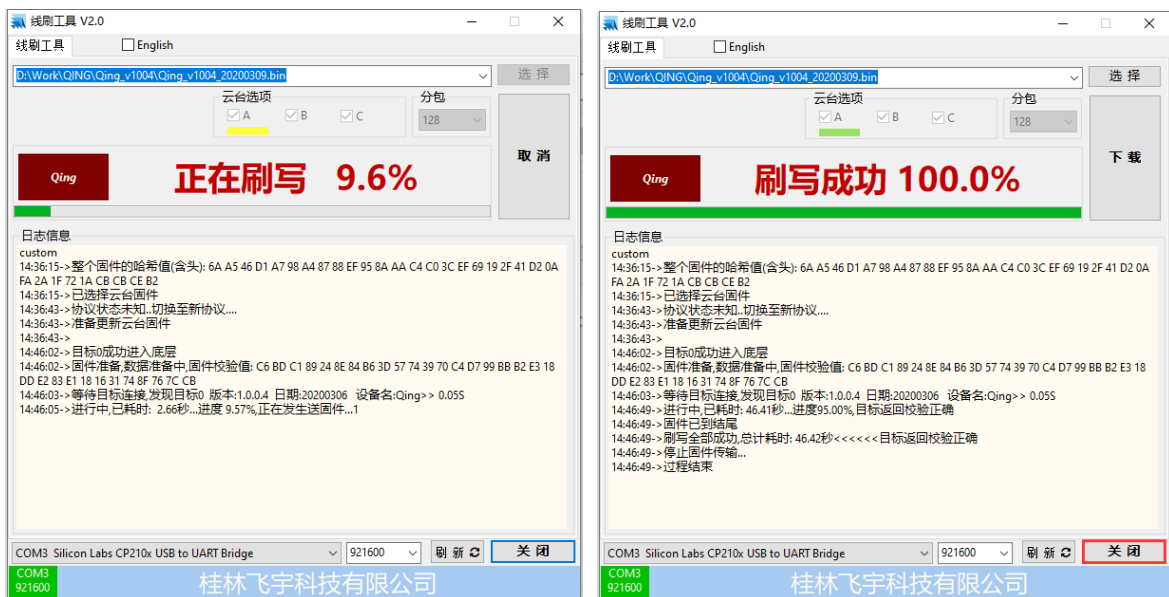 线刷工具 V2.0
线刷工具
English
D:\Work\QING\Qing_v1004\Qing_v1004_20200309.bin
选 择
云台选项
A
B
C
分包
128
取 消
Qing
正在刷写 9.6%
日志信息
custom
14:36:15->整个固件的哈希值(含头): 6A A5 46 D1 A7 98 A4 87 88 EF 95 8A AA C4 C0 3C EF 69 19 2F 41 D2 0A
FA 2A 1F 72 1A CB CB CE B2
14:36:15->已选择云台固件
14:36:43->协议状态未知..切换至新协议....
14:36:43->准备更新云台固件
14:36:43->
14:46:02->目标0成功进入底层
14:46:02->固件准备,数据准备中,固件校验值: C6 BD C1 89 24 8E 84 B6 3D 57 74 39 70 C4 D7 99 BB B2 E3 18
DD E2 83 E1 18 16 31 74 8F 76 7C CB
14:46:03->等待目标连接,发现目标0 版本:1.0.0.4 日期:20200306 设备名:Qing>> 0.05S
14:46:05->进行中,已耗时: 2.66秒...进度 9.57%,正在发生送固件...1
COM3 Silicon Labs CP210x USB to UART Bridge
921600
刷 新
关 闭
COM3
921600
桂林飞宇科技有限公司
线刷工具 V2.0
线刷工具
English
D:\Work\QING\Qing_v1004\Qing_v1004_20200309.bin
选 择
云台选项
A
B
C
分包
128
下 载
Qing
刷写成功 100.0%
日志信息
custom
14:36:15->整个固件的哈希值(含头): 6A A5 46 D1 A7 98 A4 87 88 EF 95 8A AA C4 C0 3C EF 69 19 2F 41 D2 0A
FA 2A 1F 72 1A CB CB CE B2
14:36:15->已选择云台固件
14:36:43->协议状态未知..切换至新协议....
14:36:43->准备更新云台固件
14:36:43->
14:46:02->目标0成功进入底层
14:46:02->固件准备,数据准备中,固件校验值: C6 BD C1 89 24 8E 84 B6 3D 57 74 39 70 C4 D7 99 BB B2 E3 18
DD E2 83 E1 18 16 31 74 8F 76 7C CB
14:46:03->等待目标连接,发现目标0 版本:1.0.0.4 日期:20200306 设备名:Qing>> 0.05S
14:46:49->进行中,已耗时: 46.41秒...进度95.00%,目标返回校验正确
14:46:49->固件已到结尾
14:46:49->刷写全部成功,总计耗时: 46.42秒<<<<<<目标返回校验正确
14:46:49->停止固件传输...
14:46:49->过程结束
COM3 Silicon Labs CP210x USB to UART Bridge
921600
刷 新
关 闭
COM3
921600
桂林飞宇科技有限公司